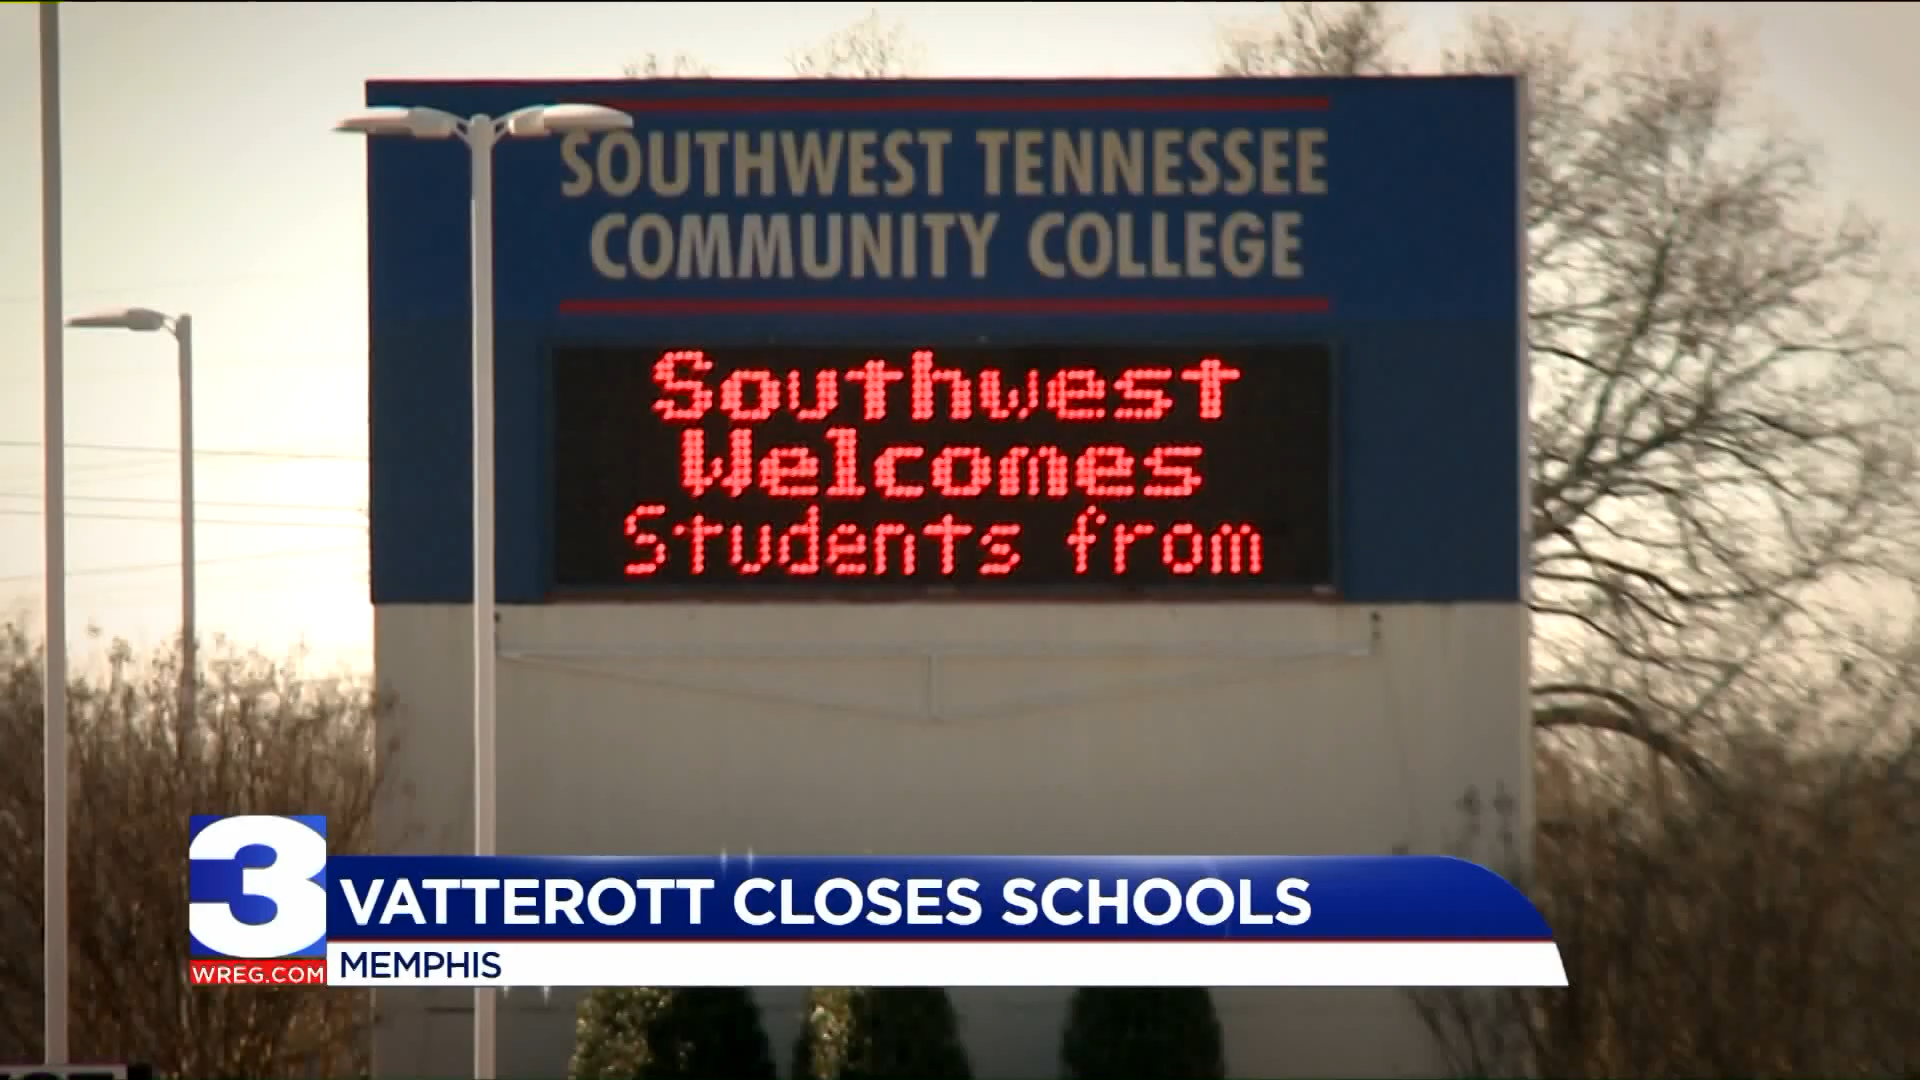 SOUTHWEST TENNESSEE
COMMUNITY COLLEGE
Southwest
Welcomes
Students from
3
VATTEROTT CLOSES SCHOOLS
WREG.COM
MEMPHIS